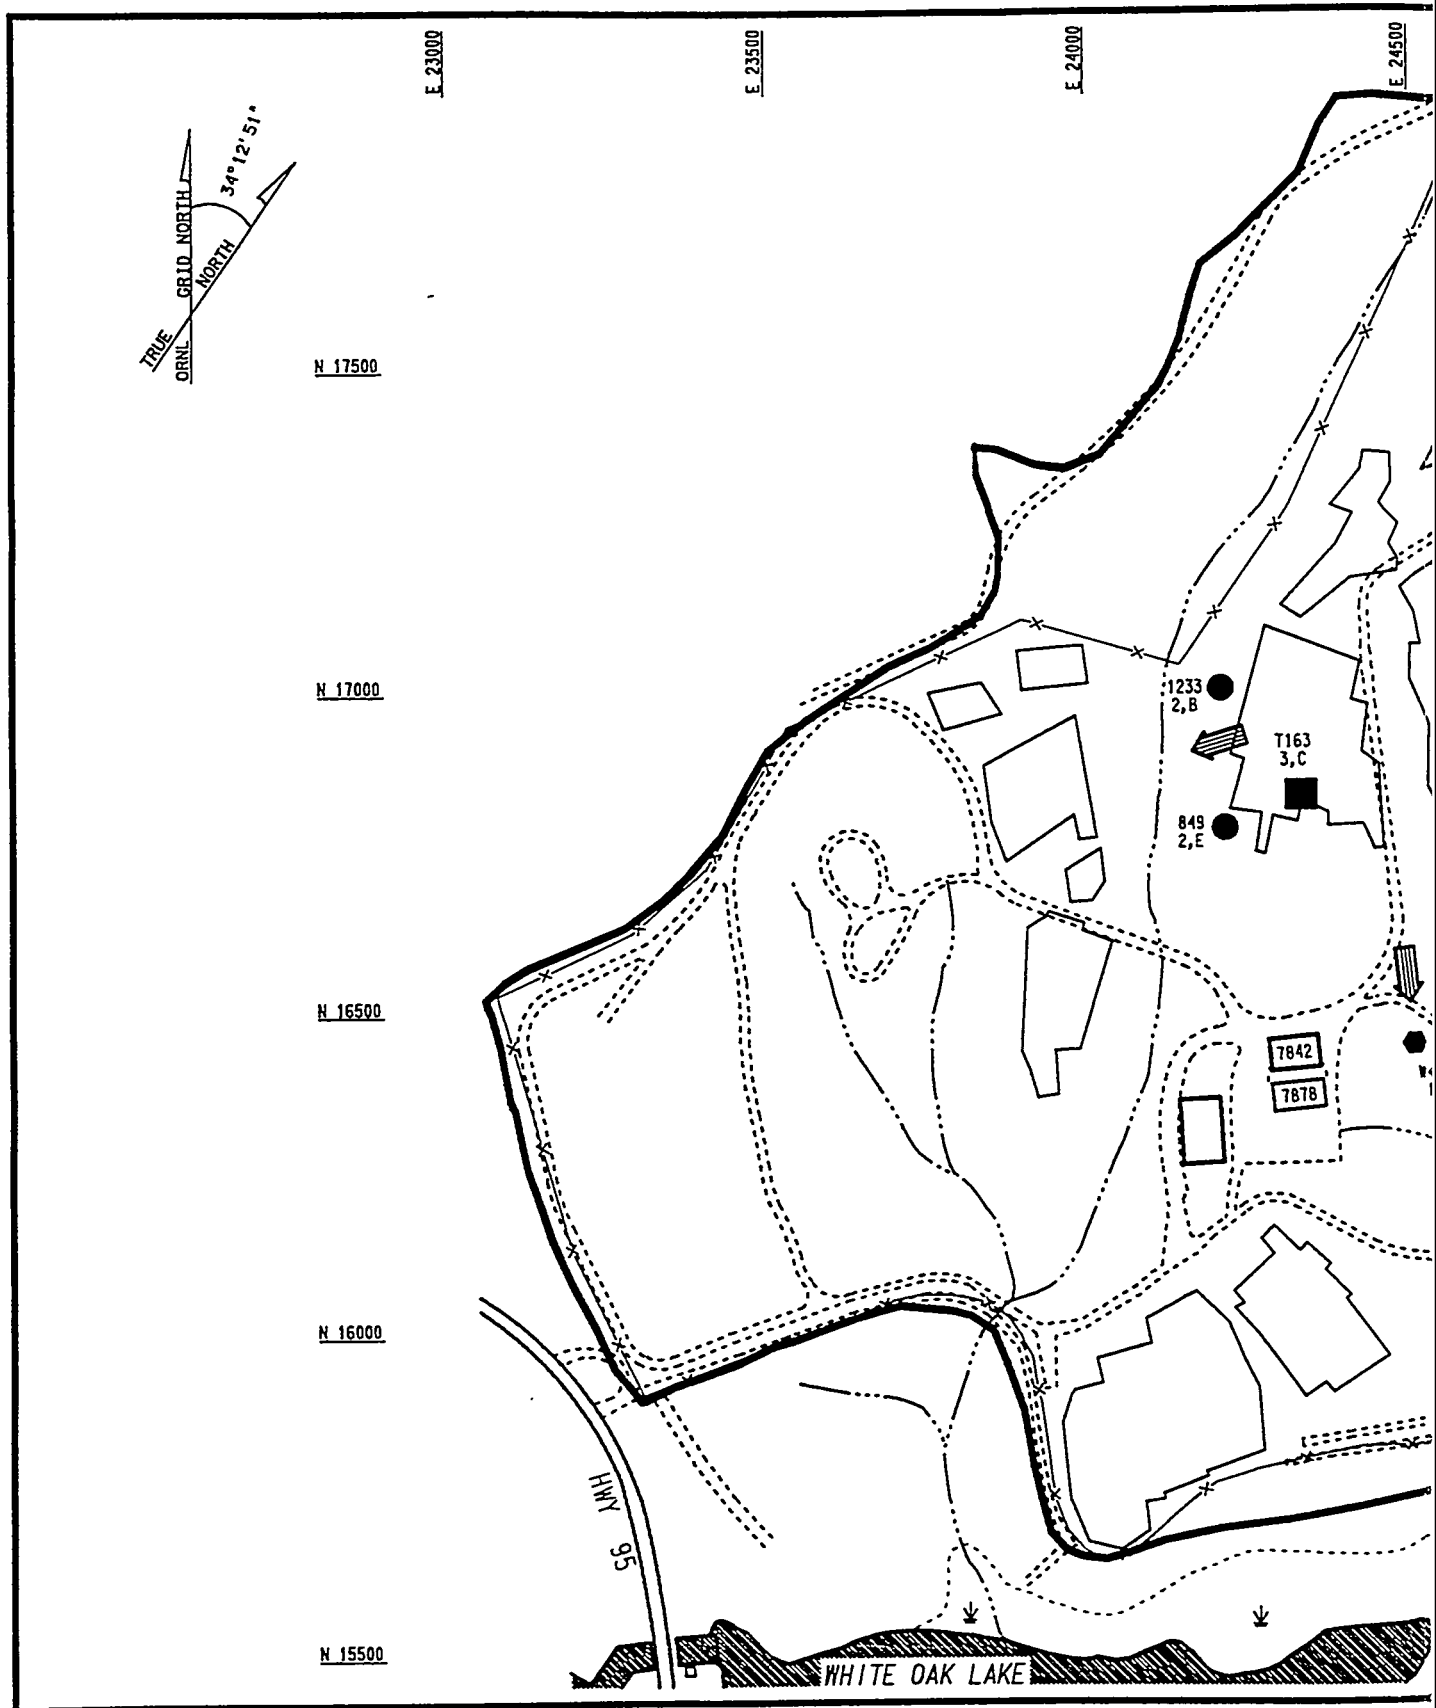 E 23000
E 23500
E 24000
E 24500
34°12'51"
ORNL GRID NORTH
TRUE NORTH
N 17500
N 17000
1233
2,B
T163
3,C
849
2,E
N 16500
7842
7878
N 16000
HWY 95
N 15500
WHITE OAK LAKE